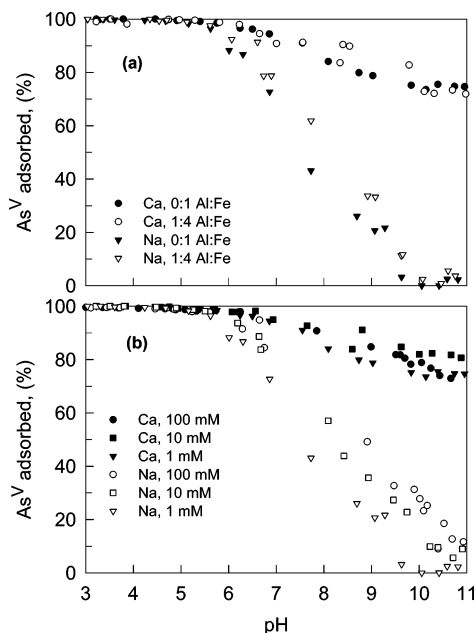 100
80
60
40
20
0
As^V adsorbed, (%)
(a)
Ca, 0:1 Al:Fe
Ca, 1:4 Al:Fe
Na, 0:1 Al:Fe
Na, 1:4 Al:Fe
100
80
60
40
20
0
As^V adsorbed, (%)
(b)
Ca, 100 mM
Ca, 10 mM
Ca, 1 mM
Na, 100 mM
Na, 10 mM
Na, 1 mM
3 4 5 6 7 8 9 10 11
pH